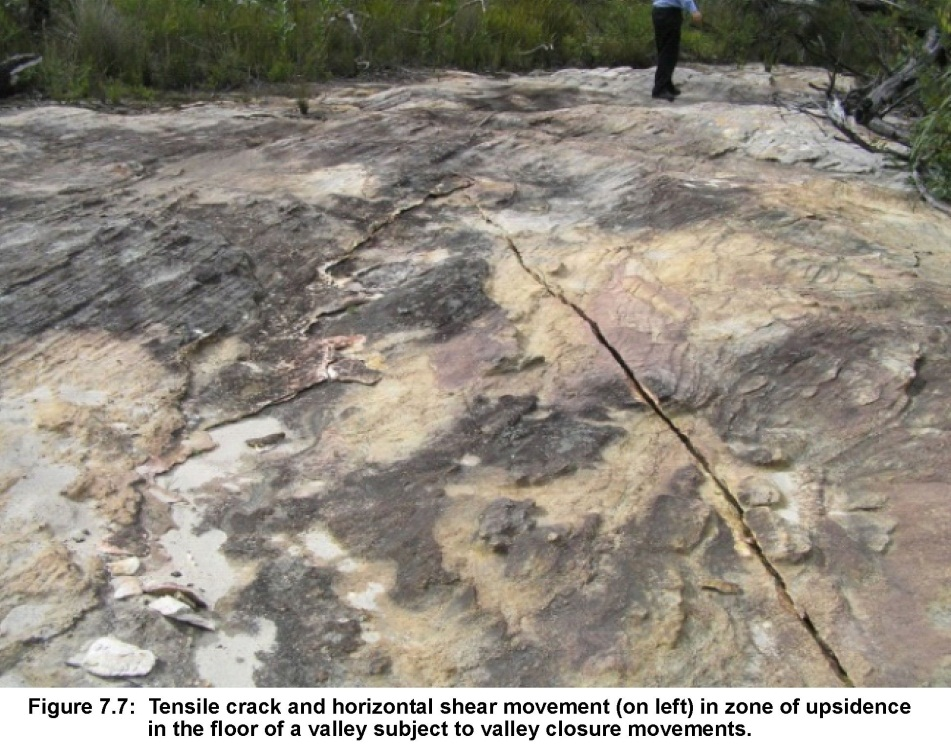 Figure 7.7: Tensile crack and horizontal shear movement (on left) in zone of upsidence
in the floor of a valley subject to valley closure movements.